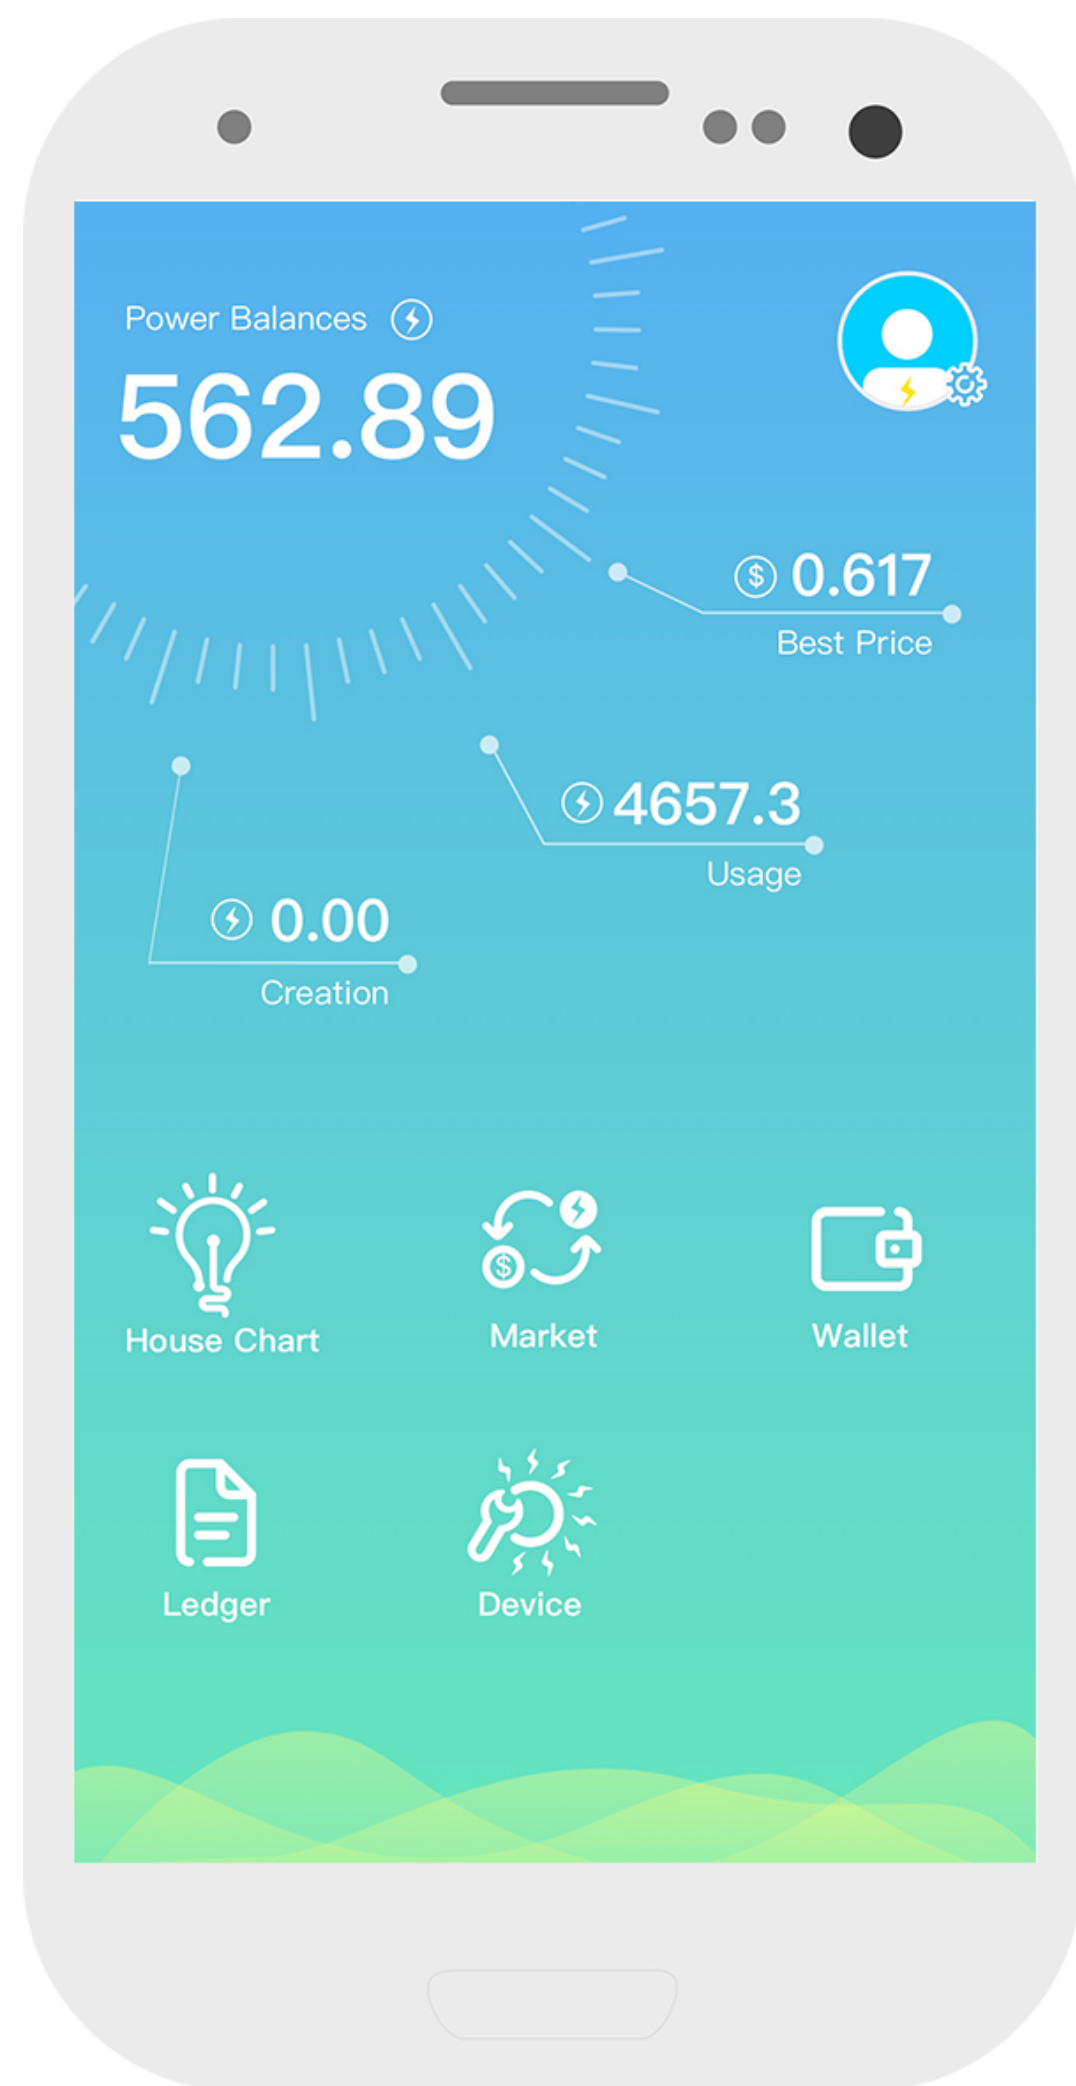 Power Balances
562.89
$ 0.617
Best Price
4657.3
Usage
0.00
Creation
$
House Chart
Market
Wallet
Ledger
Device